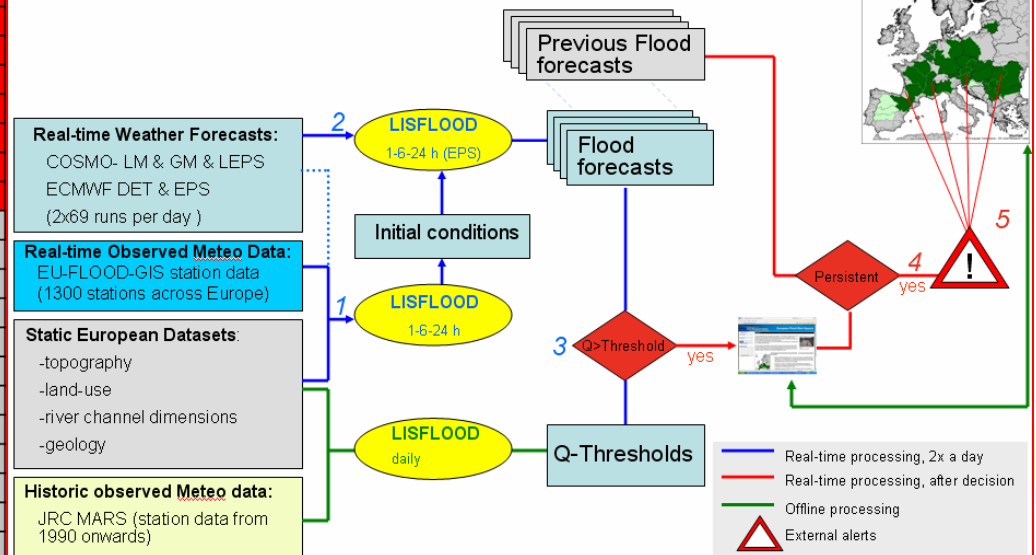 Previous Flood
forecasts
Real-time Weather Forecasts:
COSMO- LM & GM & LEPS
ECMWF DET & EPS
(2x69 runs per day )
2
LISFLOOD
1-6-24 h (EPS)
Flood
forecasts
Initial conditions
Real-time Observed Meteo Data:
EU-FLOOD-GIS station data
(1300 stations across Europe)
1
LISFLOOD
1-6-24 h
Static European Datasets:
-topography
-land-use
-river channel dimensions
-geology
3
Q>Threshold
yes
Persistent
4
yes
!
5
LISFLOOD
daily
Q-Thresholds
Historic observed Meteo data:
JRC MARS (station data from
1990 onwards)
Real-time processing, 2x a day
Real-time processing, after decision
Offline processing
External alerts